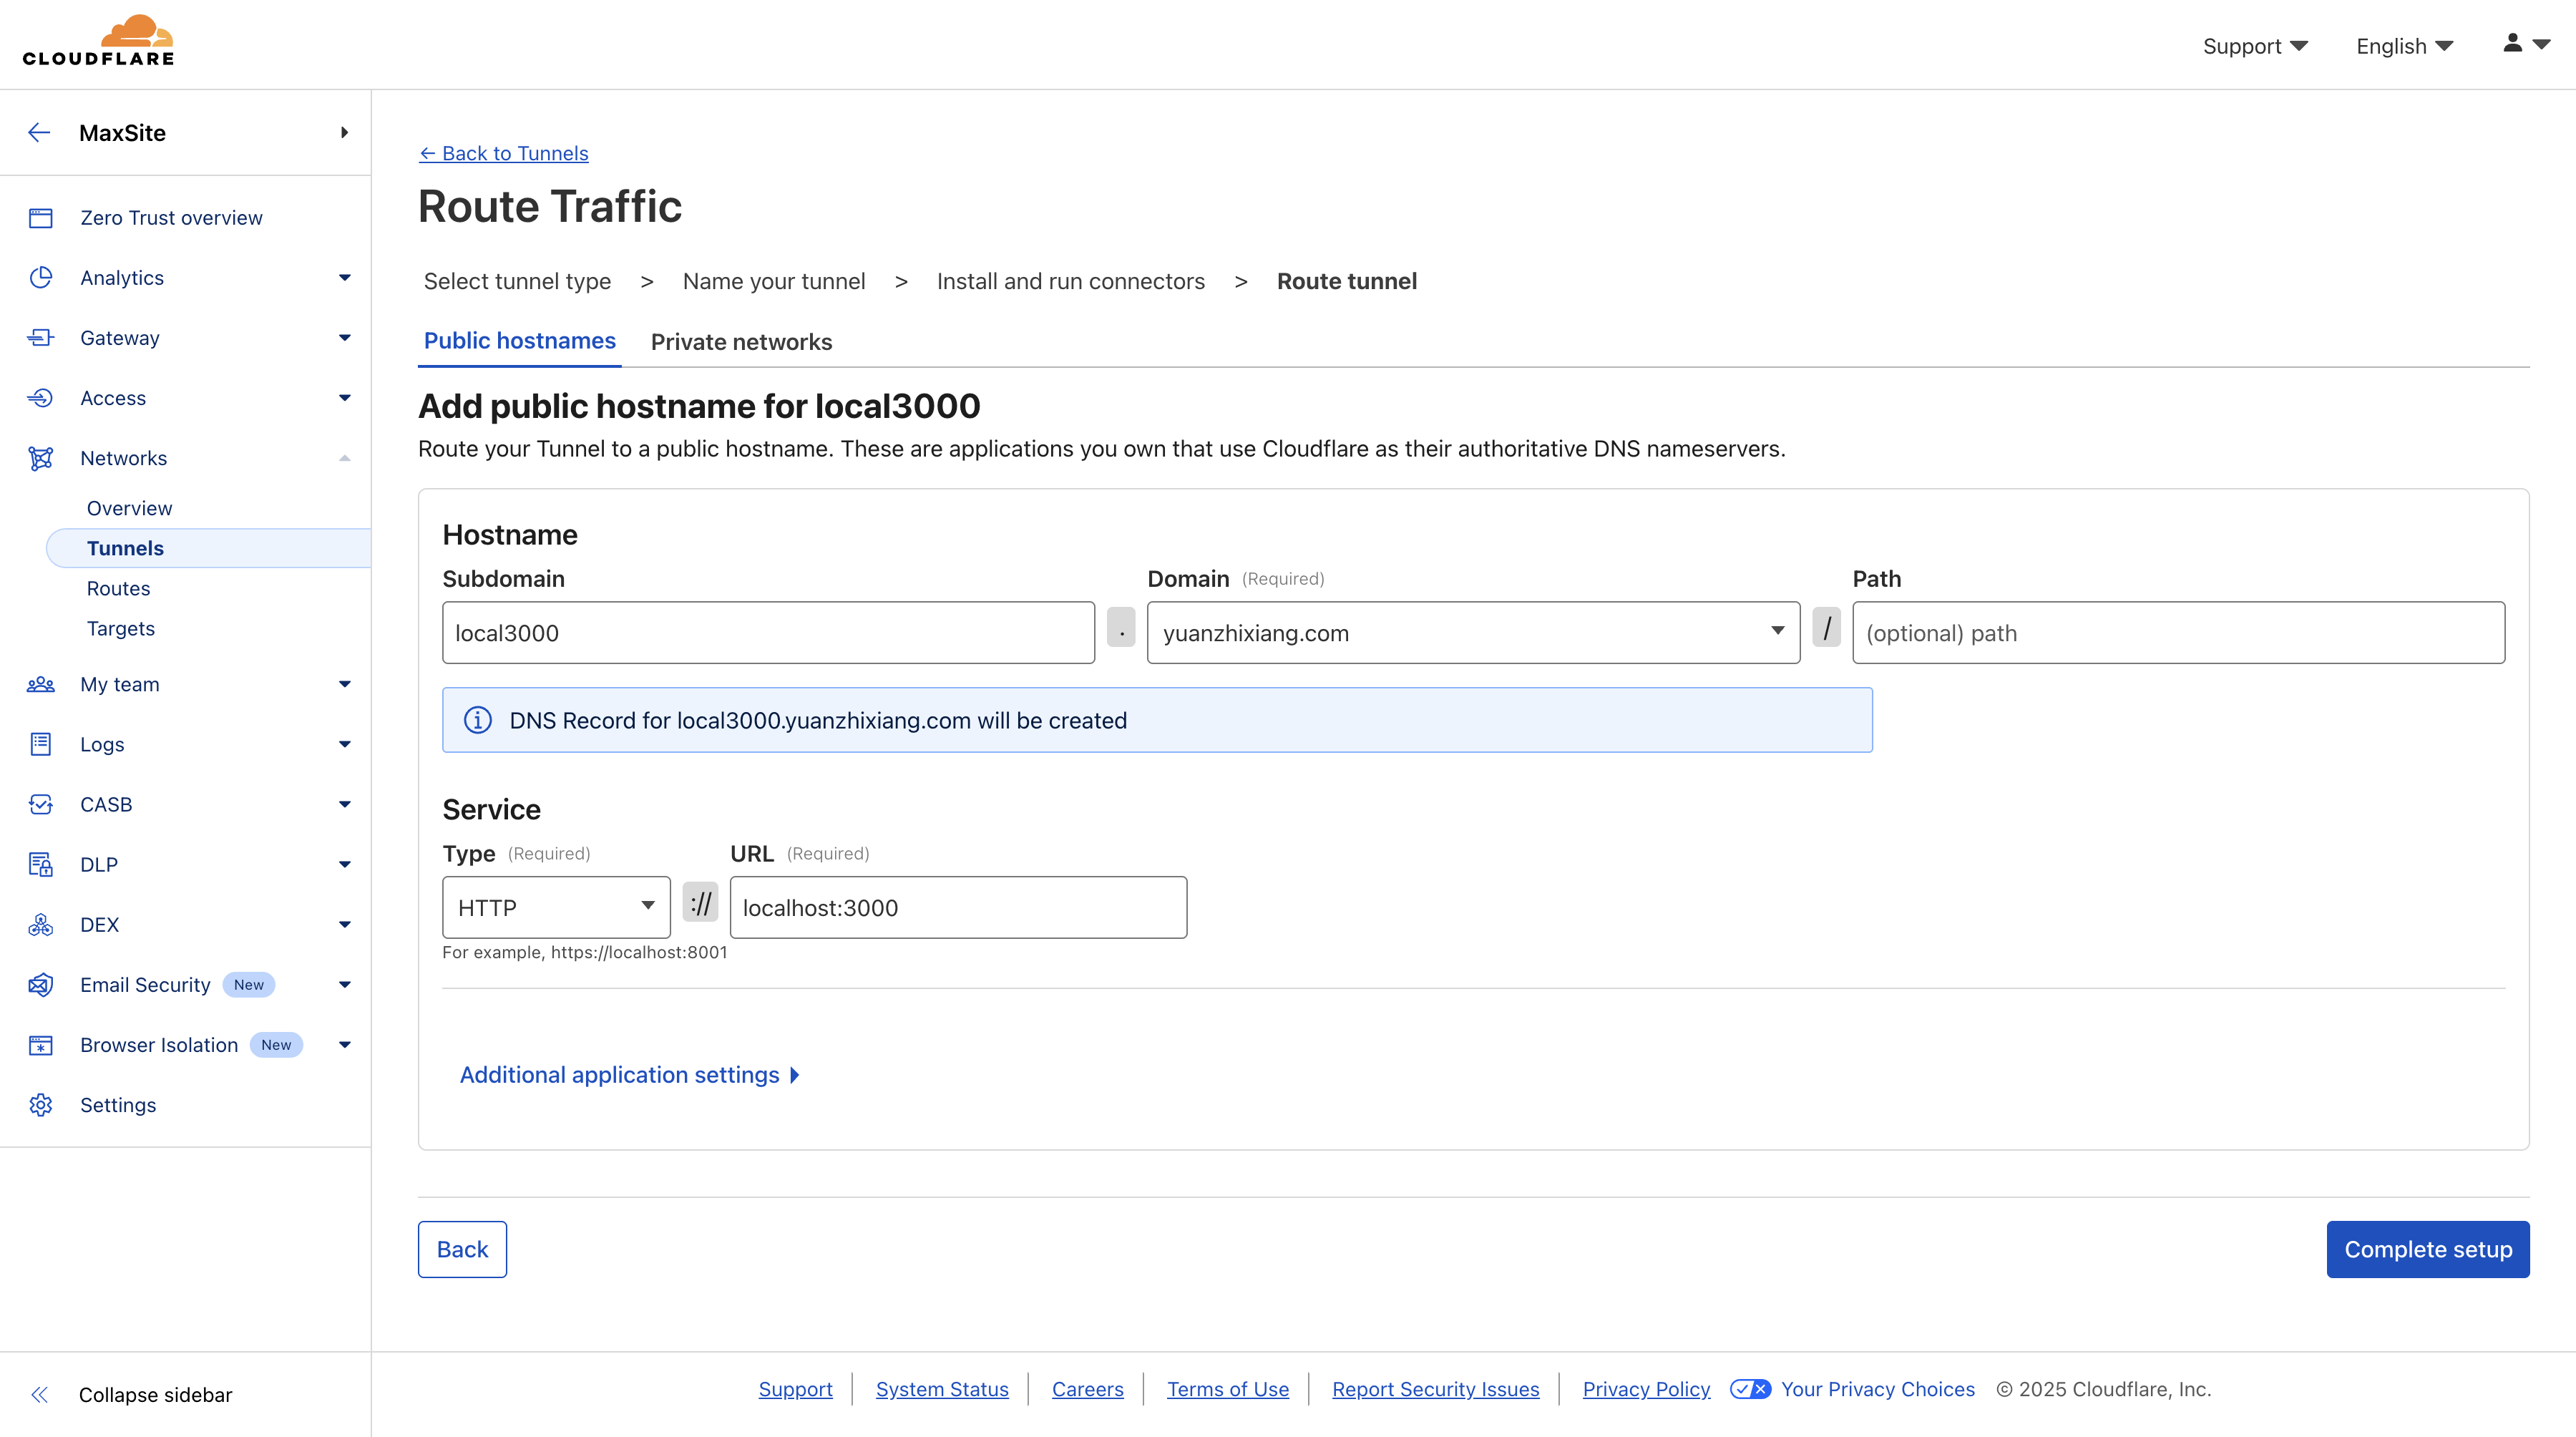 CLOUDFLARE
Support
English
MaxSite
Zero Trust overview
Analytics
Gateway
Access
Networks
Overview
Tunnels
Routes
Targets
My team
Logs
CASB
DLP
DEX
Email Security New
Browser Isolation New
Settings
Collapse sidebar
← Back to Tunnels
Route Traffic
Select tunnel type > Name your tunnel > Install and run connectors > Route tunnel
Public hostnames Private networks
Add public hostname for local3000
Route your Tunnel to a public hostname. These are applications you own that use Cloudflare as their authoritative DNS nameservers.
Hostname
Subdomain Domain (Required) Path
local3000 . yuanzhixiang.com / (optional) path
DNS Record for local3000.yuanzhixiang.com will be created
Service
Type (Required) URL (Required)
HTTP :// localhost:3000
For example, https://localhost:8001
Additional application settings
Back Complete setup
Support System Status Careers Terms of Use Report Security Issues Privacy Policy Your Privacy Choices © 2025 Cloudflare, Inc.